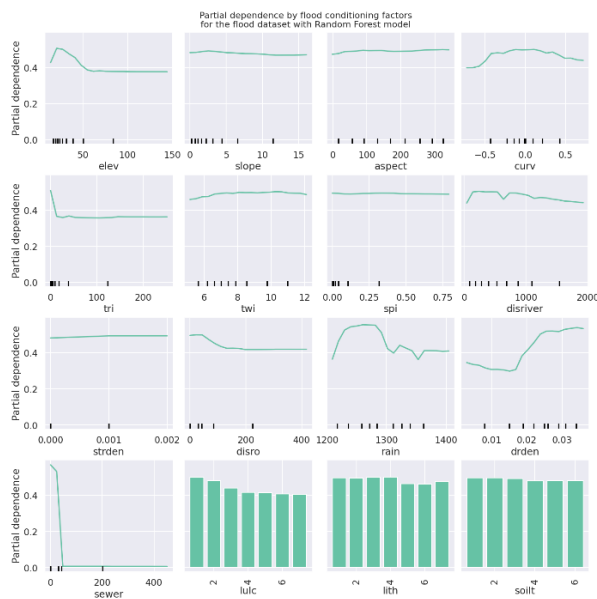 Partial dependence by flood conditioning factors
for the flood dataset with Random Forest model
Partial dependence
0.4
0.2
0.0
50 100 150
elev
0 5 10 15
slope
0 100 200 300
aspect
−0.5 0.0 0.5
curv
Partial dependence
0.4
0.2
0.0
0 100 200
tri
6 8 10 12
twi
0.00 0.25 0.50 0.75
spi
0 1000 2000
disriver
Partial dependence
0.4
0.2
0.0
0.000 0.001 0.002
strden
0 200 400
disro
1200 1300 1400
rain
0.01 0.02 0.03
drden
Partial dependence
0.4
0.2
0.0
0 200 400
sewer
2 4 6
lulc
2 4 6
lith
2 4 6
soilt